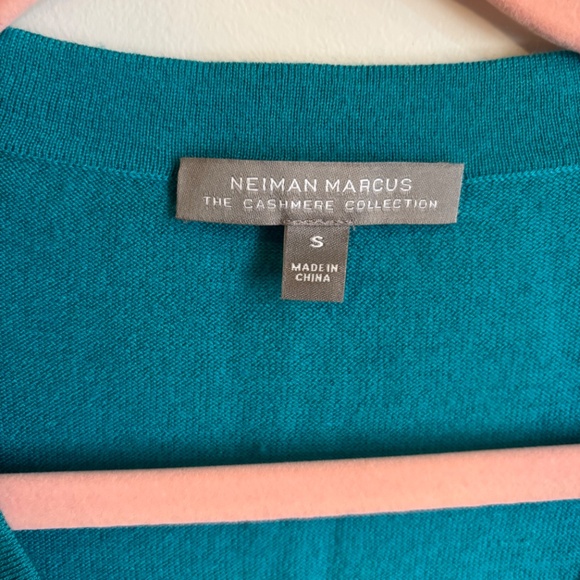 NEIMAN MARCUS
THE CASHMERE COLLECTION
S
MADE IN
CHINA